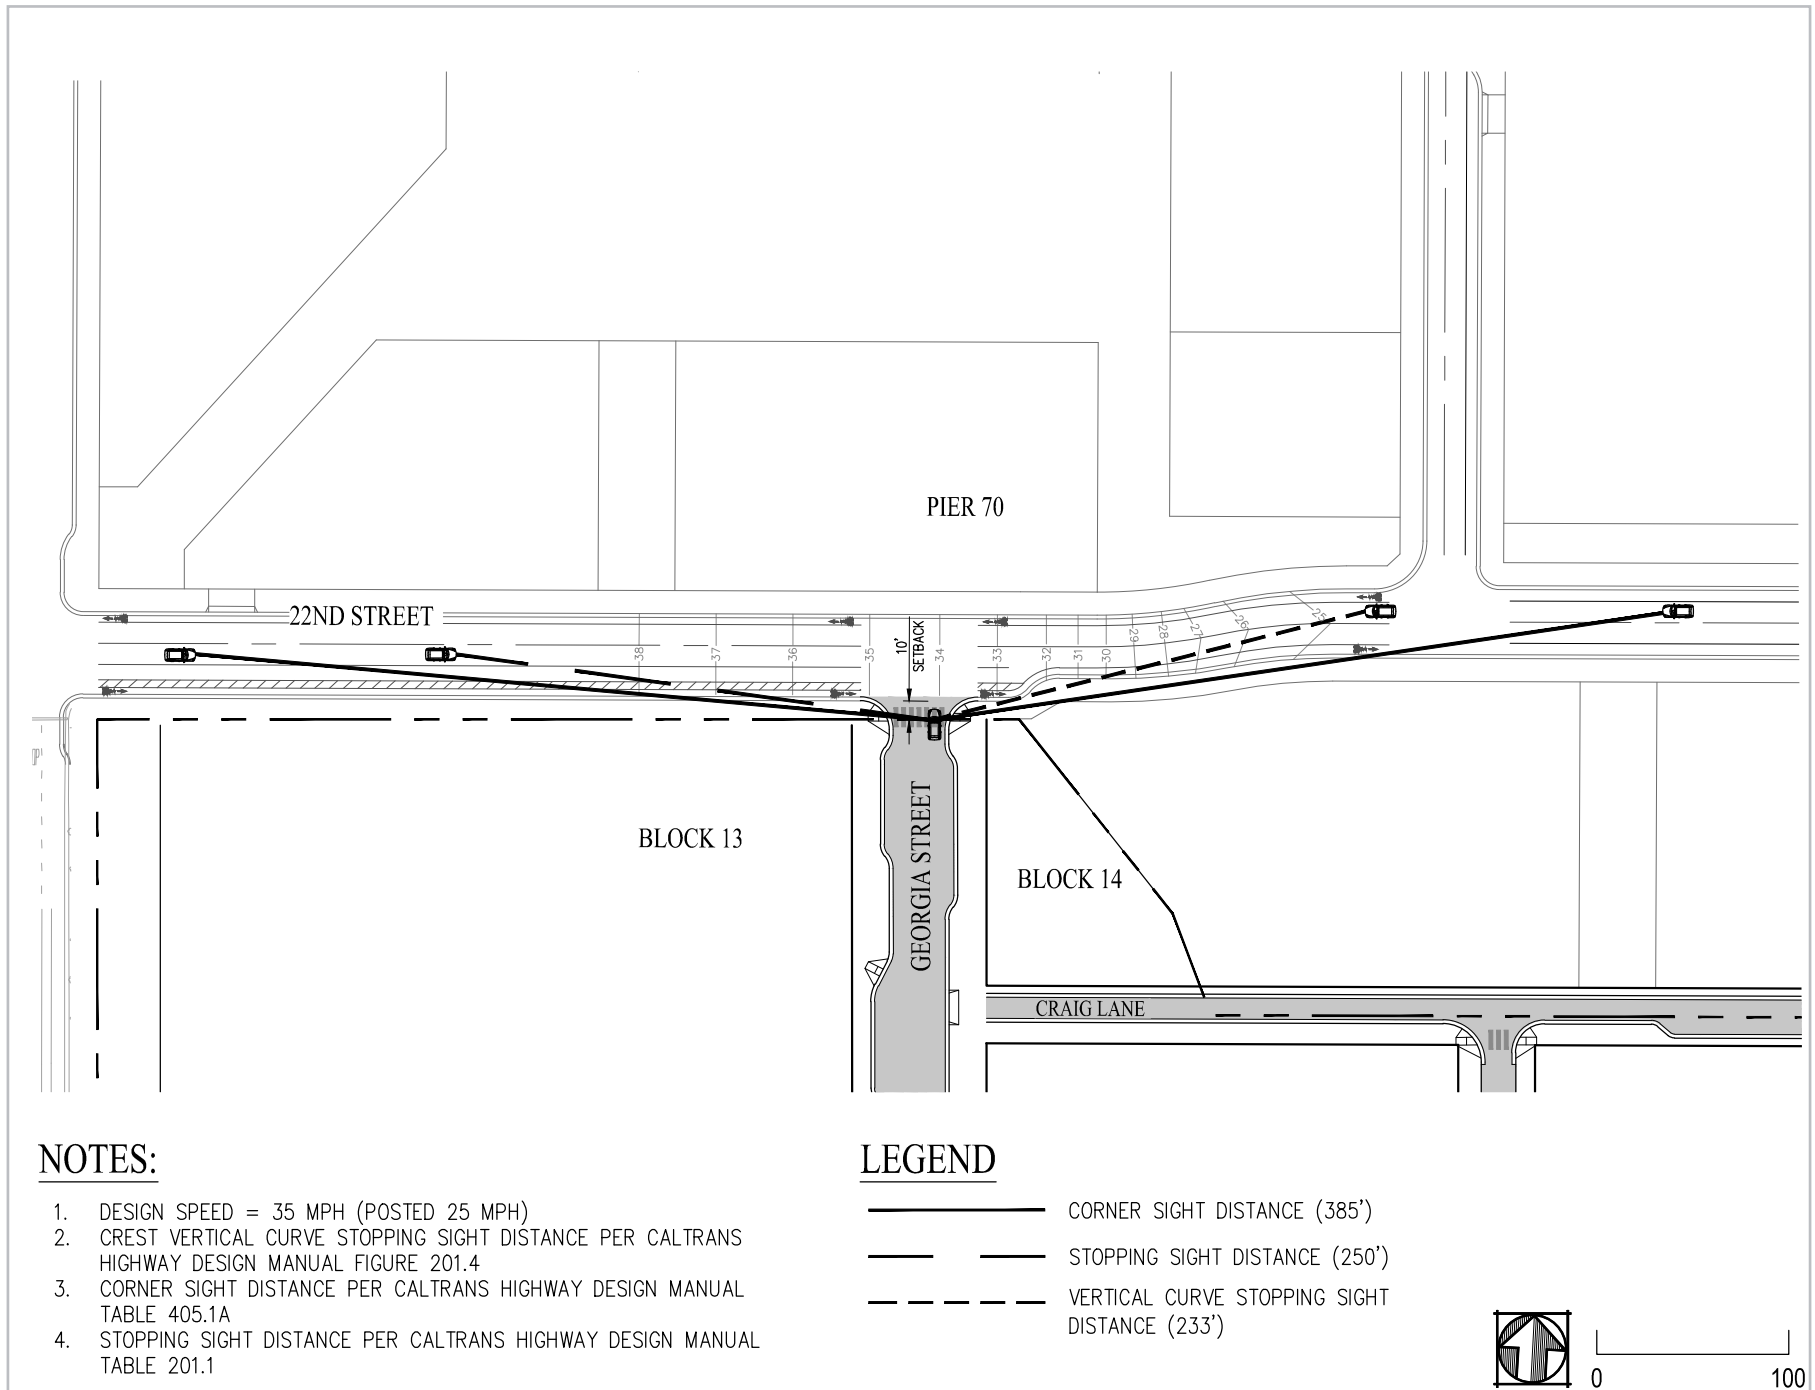 PIER 70
22ND STREET
10'
SETBACK
38
37
36
35
34
33
32
31
30
29
28
27
26
25
BLOCK 13
GEORGIA STREET
BLOCK 14
CRAIG LANE
NOTES:
1. DESIGN SPEED = 35 MPH (POSTED 25 MPH)
2. CREST VERTICAL CURVE STOPPING SIGHT DISTANCE PER CALTRANS
HIGHWAY DESIGN MANUAL FIGURE 201.4
3. CORNER SIGHT DISTANCE PER CALTRANS HIGHWAY DESIGN MANUAL
TABLE 405.1A
4. STOPPING SIGHT DISTANCE PER CALTRANS HIGHWAY DESIGN MANUAL
TABLE 201.1
LEGEND
CORNER SIGHT DISTANCE (385')
STOPPING SIGHT DISTANCE (250')
VERTICAL CURVE STOPPING SIGHT
DISTANCE (233')
0 100